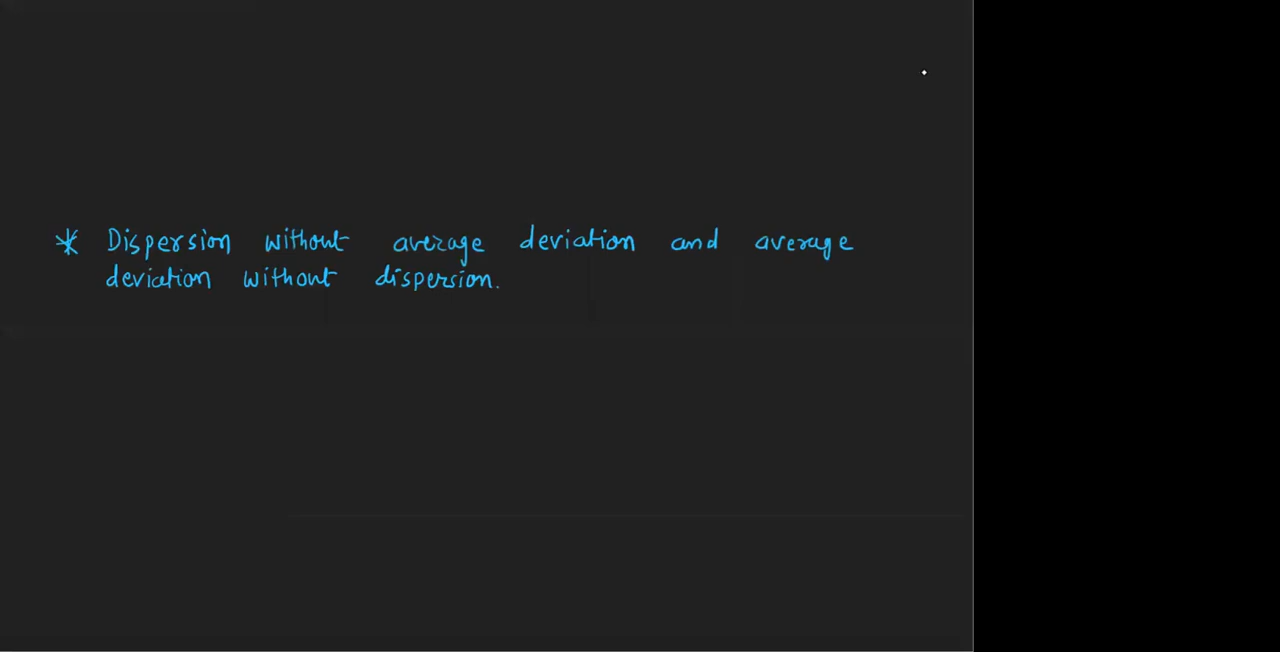 * Dispersion without average deviation and average
deviation without dispersion.